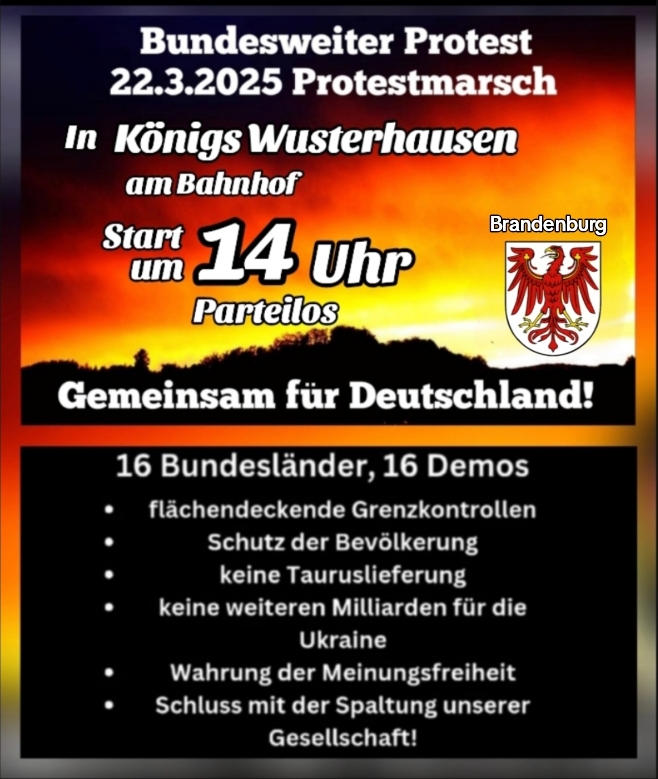 Bundesweiter Protest
22.3.2025 Protestmarsch
In Königs Wusterhausen
am Bahnhof
Start
um 14 Uhr
Parteilos
Brandenburg
Gemeinsam für Deutschland!
16 Bundesländer, 16 Demos
• flächendeckende Grenzkontrollen
• Schutz der Bevölkerung
• keine Tauruslieferung
• keine weiteren Milliarden für die
Ukraine
• Wahrung der Meinungsfreiheit
• Schluss mit der Spaltung unserer
Gesellschaft!